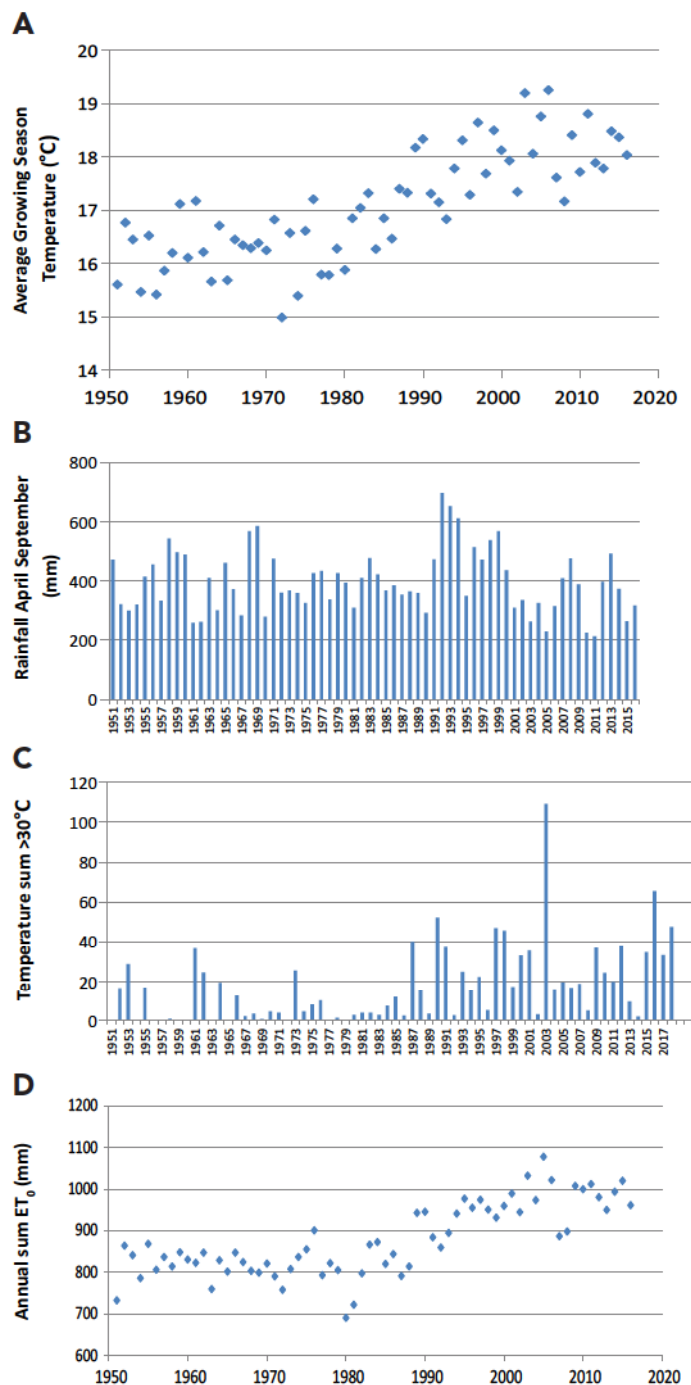 A
Average Growing Season
Temperature (°C)
20
19
18
17
16
15
14
1950 1960 1970 1980 1990 2000 2010 2020
B
Rainfall April September
(mm)
800
600
400
200
0
1951 1953 1955 1957 1959 1961 1963 1965 1967 1969 1971 1973 1975 1977 1979 1981 1983 1985 1987 1989 1991 1993 1995 1997 1999 2001 2003 2005 2007 2009 2011 2013 2015
C
Temperature sum >30°C
120
100
80
60
40
20
0
1951 1953 1955 1957 1959 1961 1963 1965 1967 1969 1971 1973 1975 1977 1979 1981 1983 1985 1987 1989 1991 1993 1995 1997 1999 2001 2003 2005 2007 2009 2011 2013 2015 2017
D
Annual sum ET₀ (mm)
1200
1100
1000
900
800
700
600
1950 1960 1970 1980 1990 2000 2010 2020